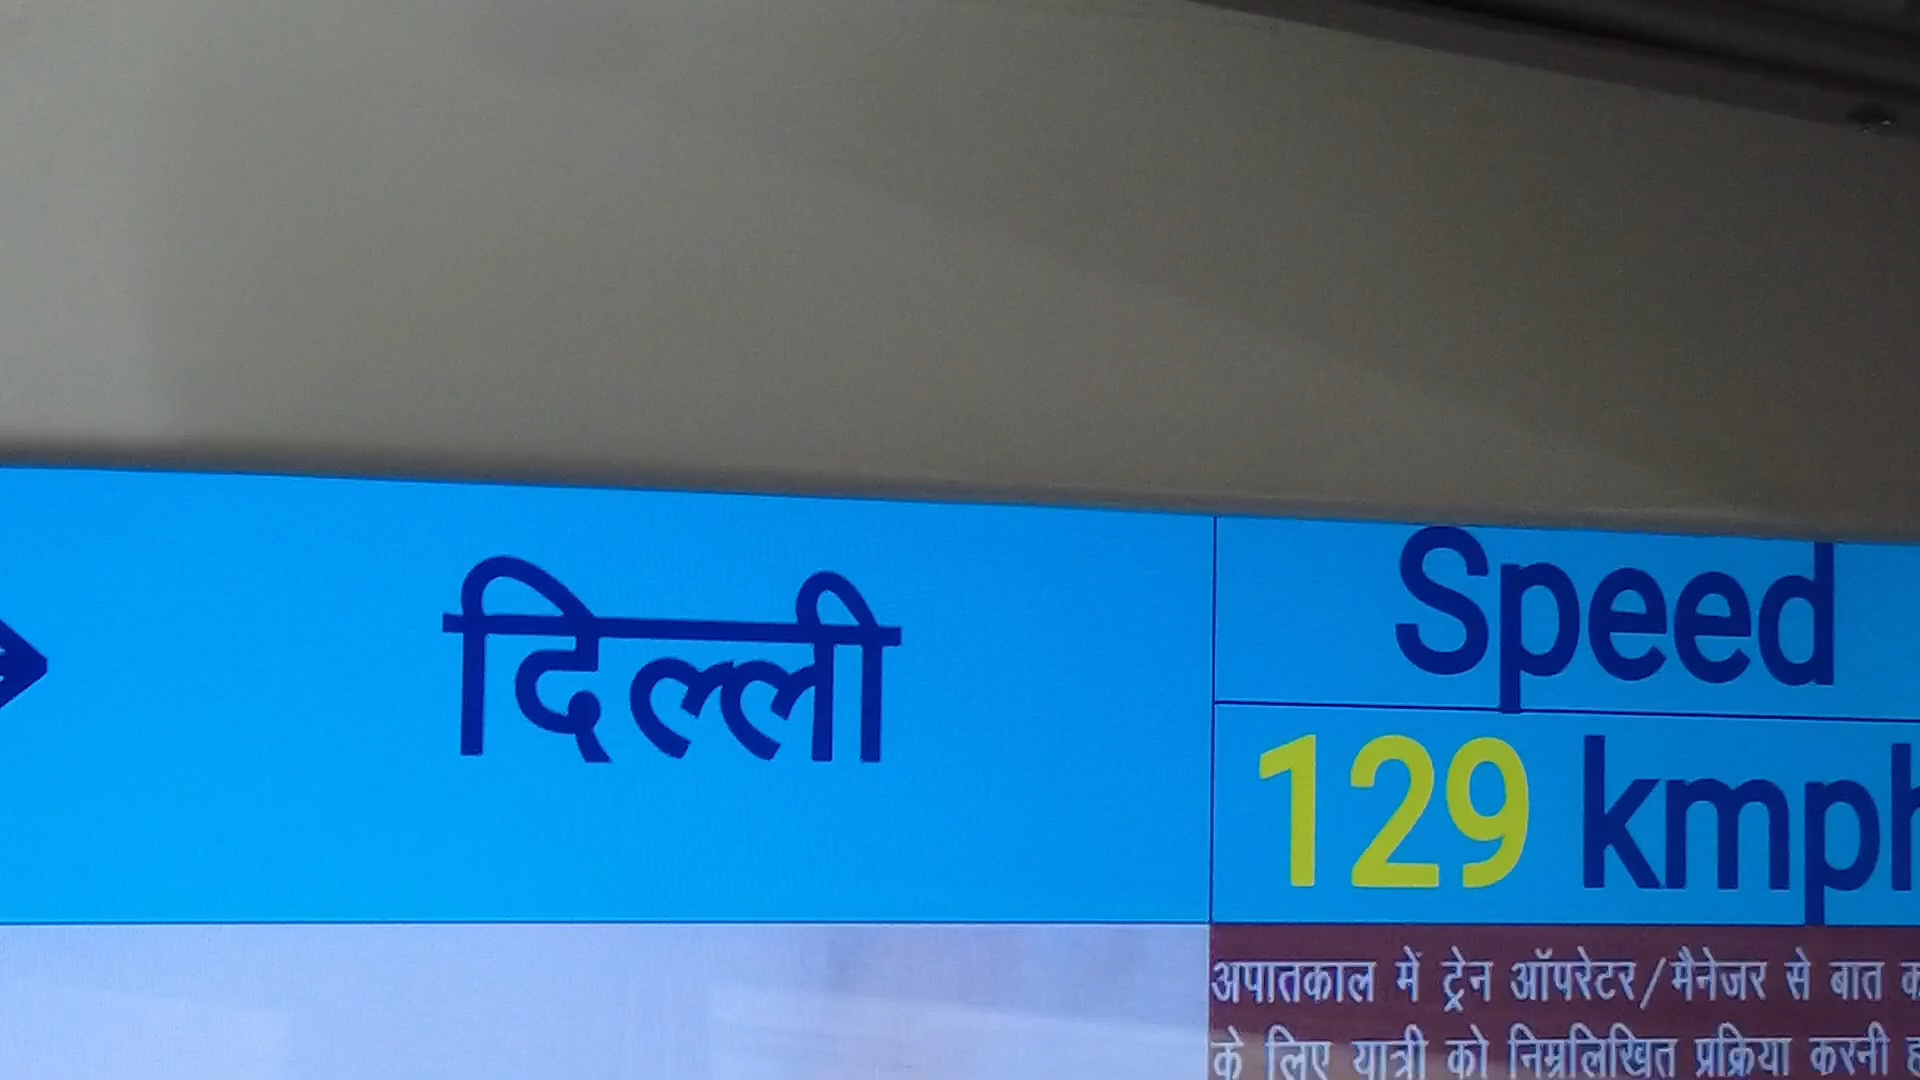 दिल्ली
Speed
129 kmph
अपातकाल में ट्रेन ऑपरेटर/मैनेजर से बात
के लिए यात्री को निम्नलिखित प्रक्रिया करनी